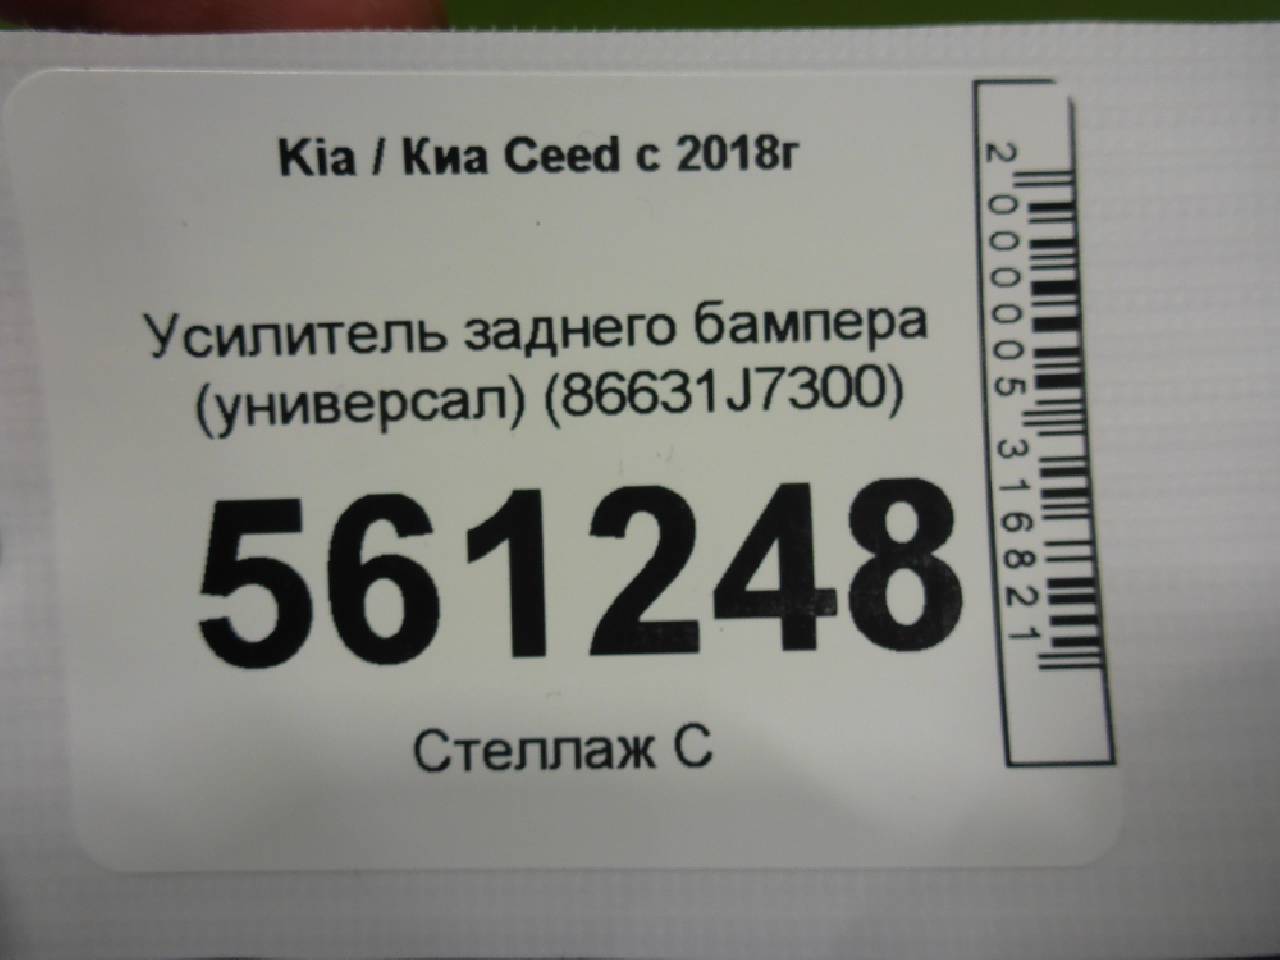 Kia / Киа Ceed с 2018г
Усилитель заднего бампера
(универсал) (86631J7300)
561248
Стеллаж С
2000005316821